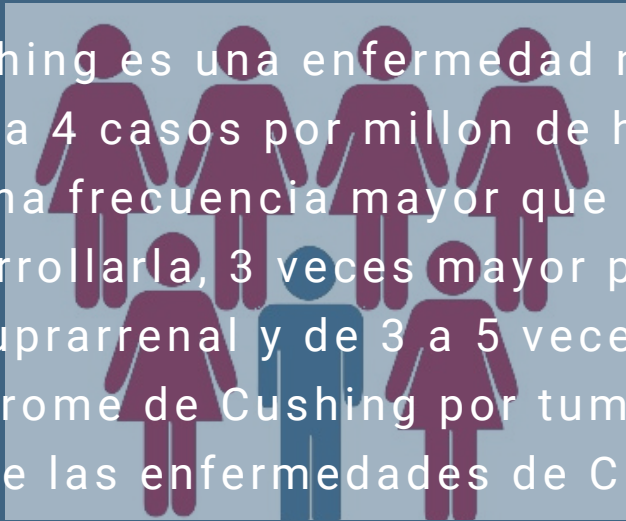 hing es una enfermedad
a 4 casos por millon de
na frecuencia mayor que
rrollarla, 3 veces mayor
uprarrenal y de 3 a 5 vece
rome de Cushing por tum
e las enfermedades de C